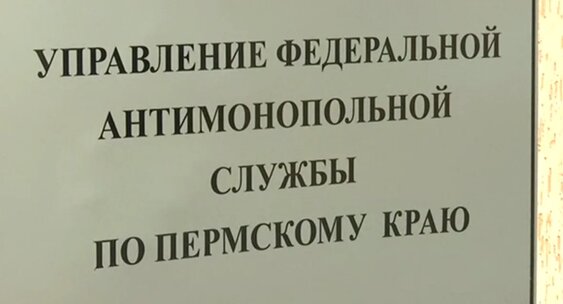 УПРАВЛЕНИЕ ФЕДЕРАЛЬНОЙ
АНТИМОНОПОЛЬНОЙ
СЛУЖБЫ
ПО ПЕРМСКОМУ КРАЮ